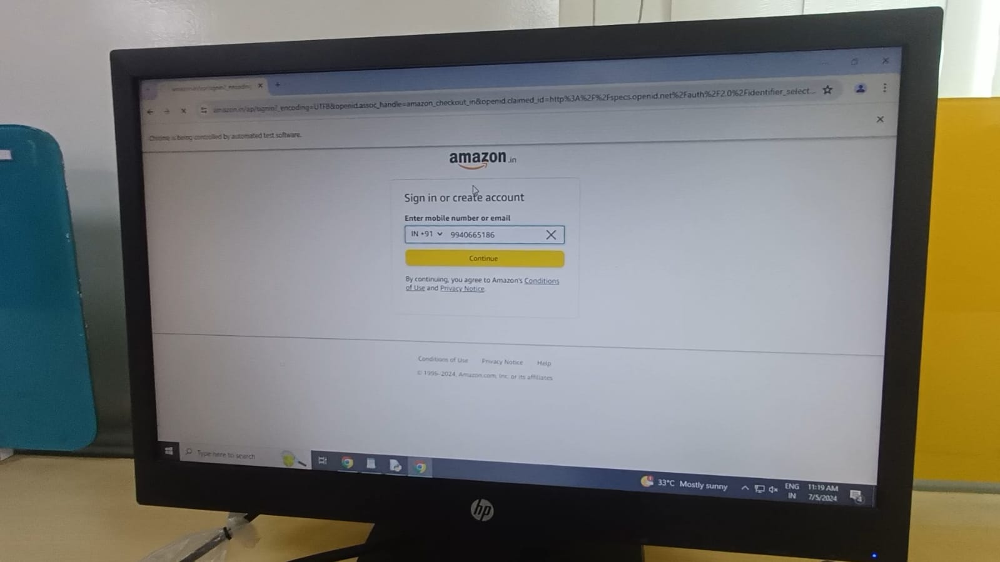 amazon.in/ap/signin?_encoding=UTF8&openid.assoc_handle=amazon_checkout_in&openid.claimed_id=http%3A%2F%2Fspecs.openid.net%2Fauth%2F2.0%2Fidentifier_select...
Chrome is being controlled by automated test software.
amazon.in
Sign in or create account
Enter mobile number or email
IN +91 9940665186
Continue
By continuing, you agree to Amazon's Conditions
of Use and Privacy Notice.
Conditions of Use Privacy Notice Help
© 1996-2024, Amazon.com, Inc. or its affiliates
Type here to search
33°C Mostly sunny
ENG 11:19 AM
IN 7/5/2024
hp